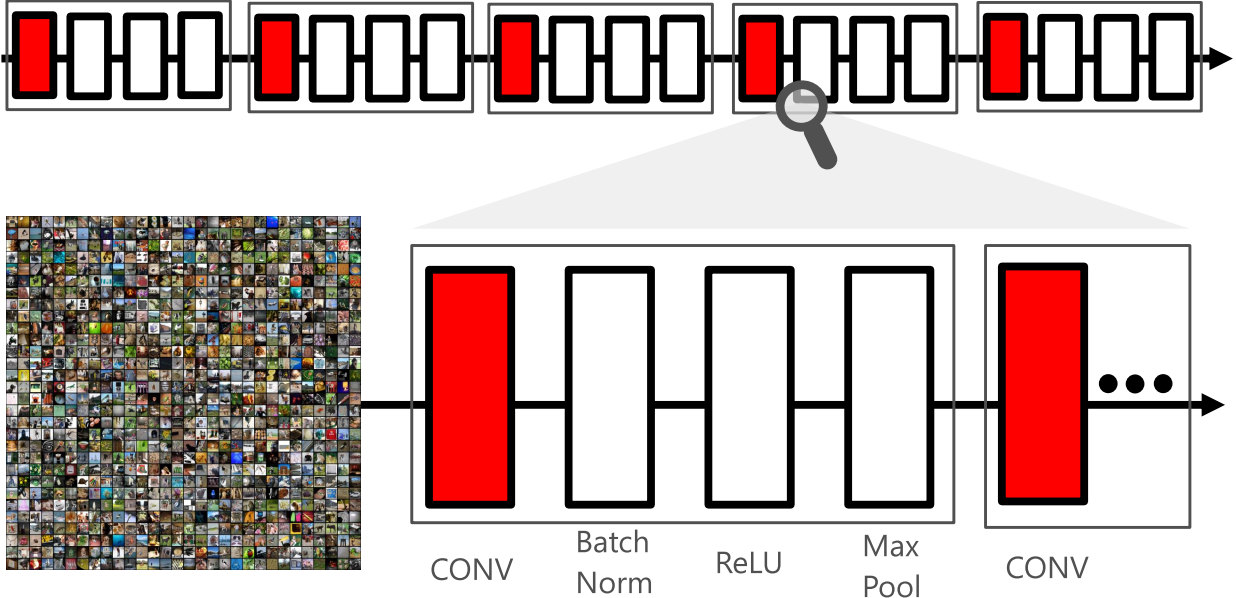 CONV
Batch
Norm
ReLU
Max
Pool
CONV